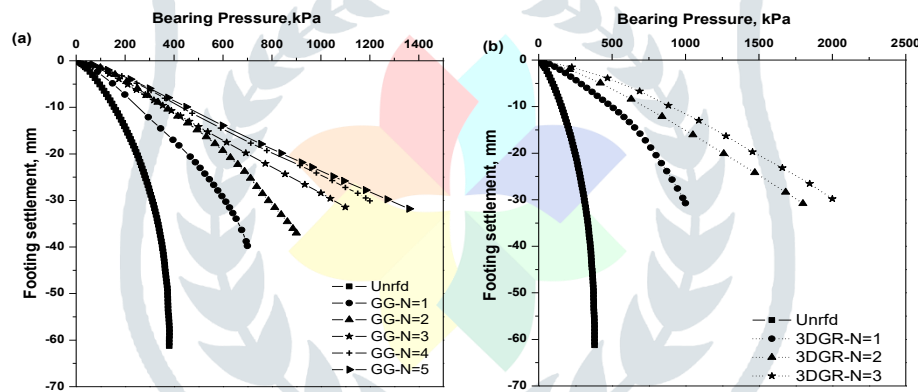 Bearing Pressure,kPa
(a)
0 200 400 600 800 1000 1200 1400
0
-10
-20
-30
-40
-50
-60
-70
Footing settlement, mm
Unrfd
GG-N=1
GG-N=2
GG-N=3
GG-N=4
GG-N=5
Bearing Pressure, kPa
(b)
0 500 1000 1500 2000 2500
0
-10
-20
-30
-40
-50
-60
-70
Footing settlement, mm
Unrfd
3DGR-N=1
3DGR-N=2
3DGR-N=3